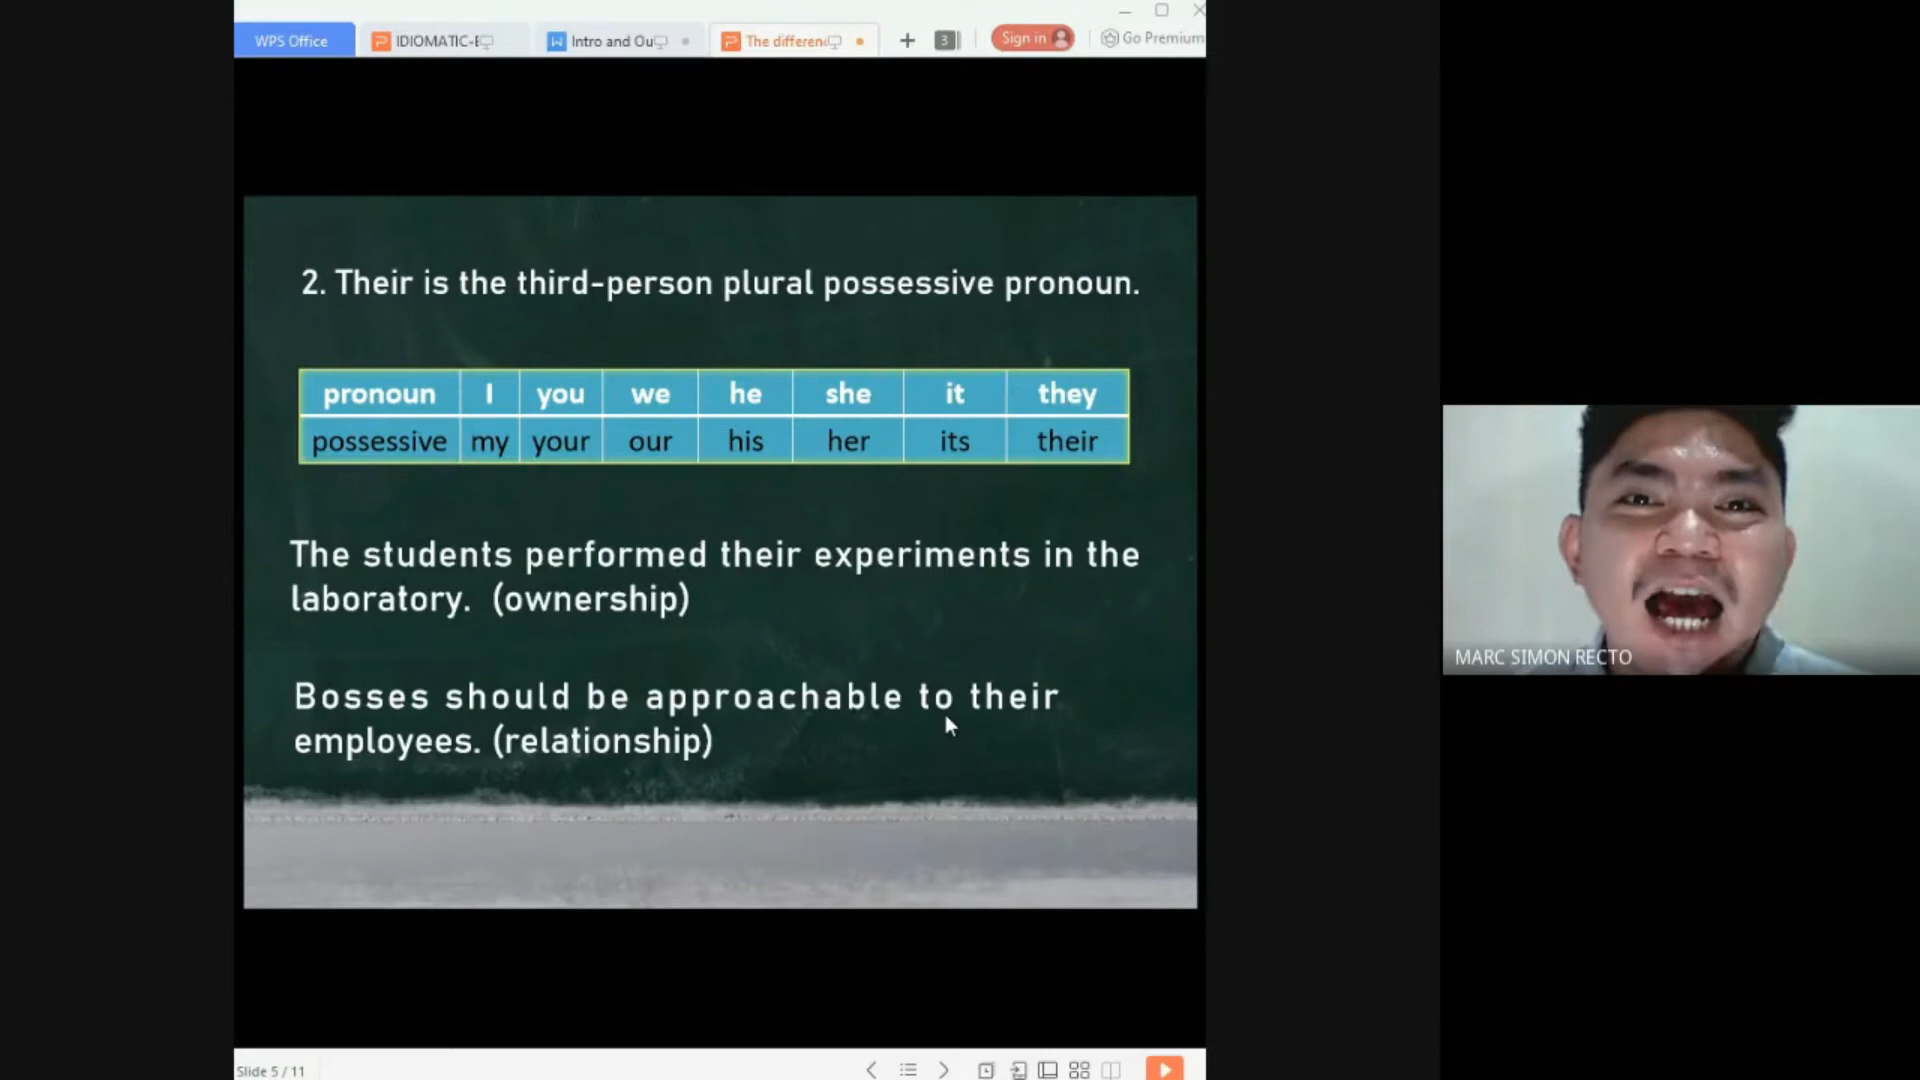 WPS Office
IDIOMATIC-E
Intro and Ou
The differen
3
Sign in
Go Premium
2. Their is the third-person plural possessive pronoun.
pronoun I you we he she it they
possessive my your our his her its their
The students performed their experiments in the
laboratory. (ownership)
Bosses should be approachable to their
employees. (relationship)
MARC SIMON RECTO
Slide 5 / 11